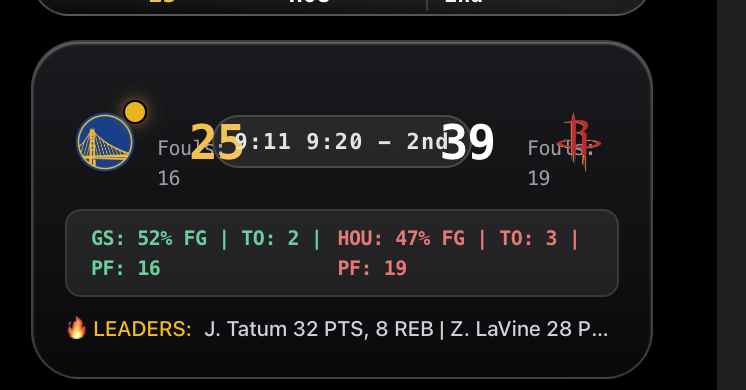 Fouls: 25 9:11 9:20 – 2nd 39 Fouls:
16 19
GS: 52% FG | TO: 2 | HOU: 47% FG | TO: 3 |
PF: 16 PF: 19
🔥 LEADERS: J. Tatum 32 PTS, 8 REB | Z. LaVine 28 P...